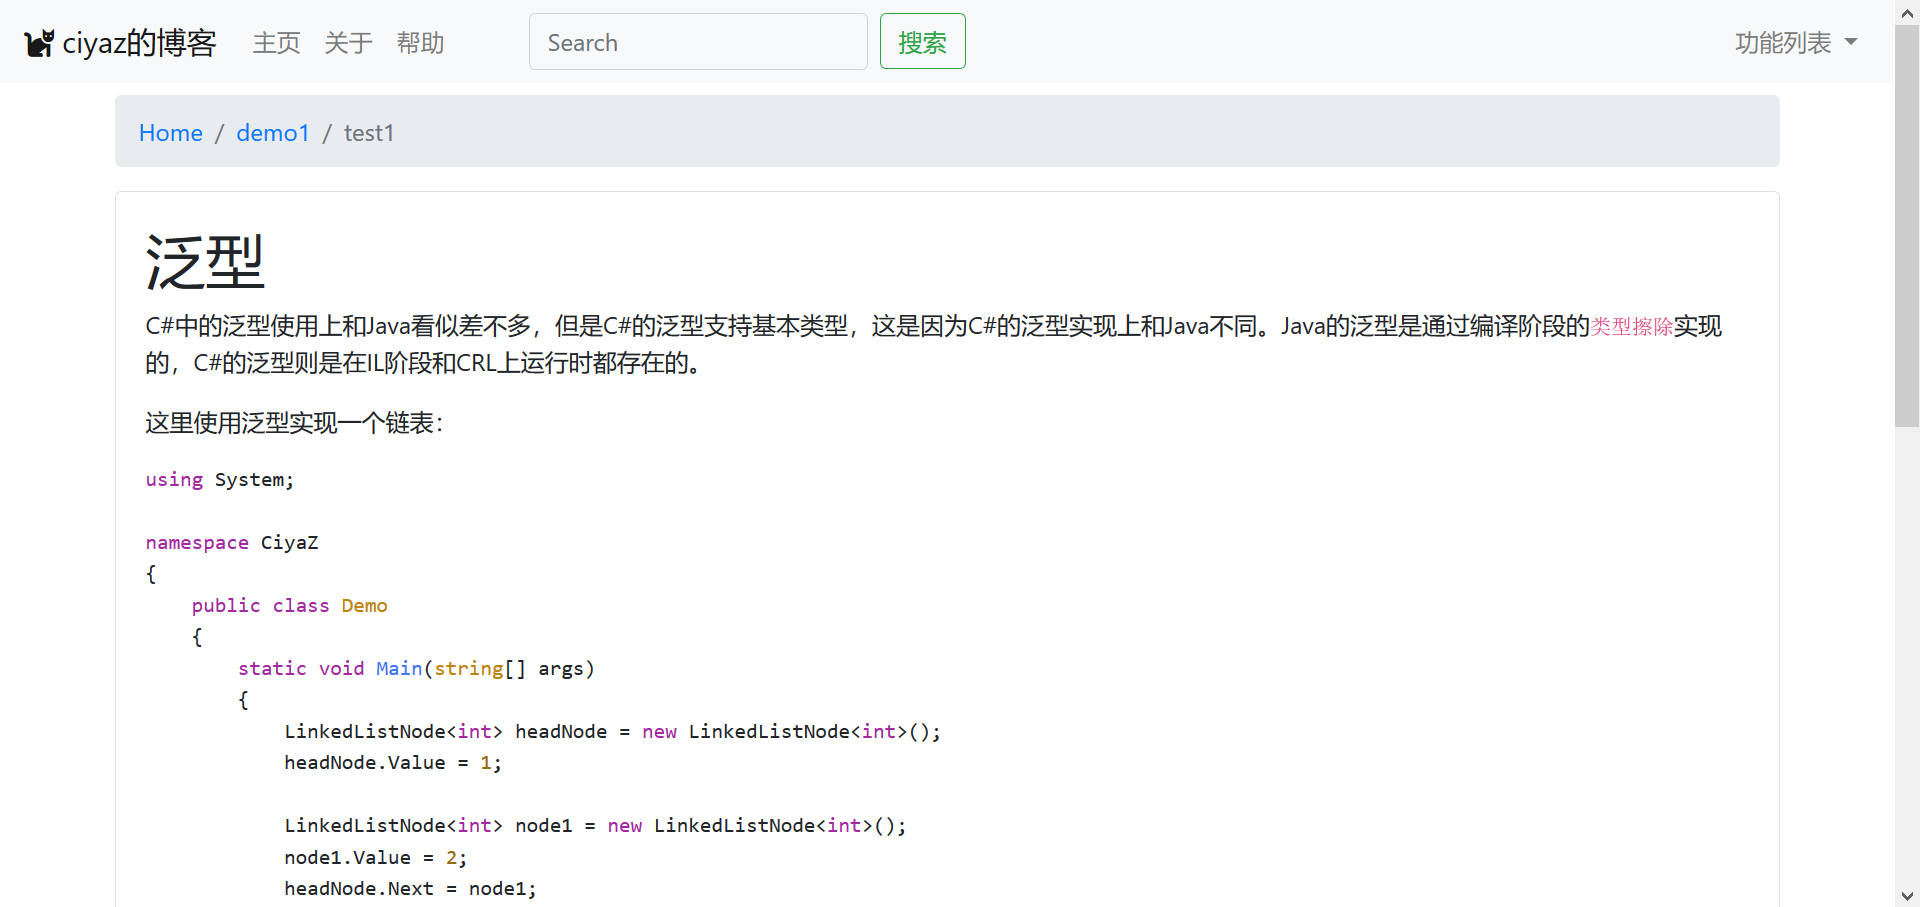 ciyaz的博客 主页 关于 帮助 Search 搜索 功能列表
Home / demo1 / test1
泛型
C#中的泛型使用上和Java看似差不多，但是C#的泛型支持基本类型，这是因为C#的泛型实现上和Java不同。Java的泛型是通过编译阶段的类型擦除实现
的，C#的泛型则是在IL阶段和CRL上运行时都存在的。
这里使用泛型实现一个链表：
using System;
namespace CiyaZ
{
    public class Demo
    {
        static void Main(string[] args)
        {
            LinkedListNode<int> headNode = new LinkedListNode<int>();
            headNode.Value = 1;
            LinkedListNode<int> node1 = new LinkedListNode<int>();
            node1.Value = 2;
            headNode.Next = node1;